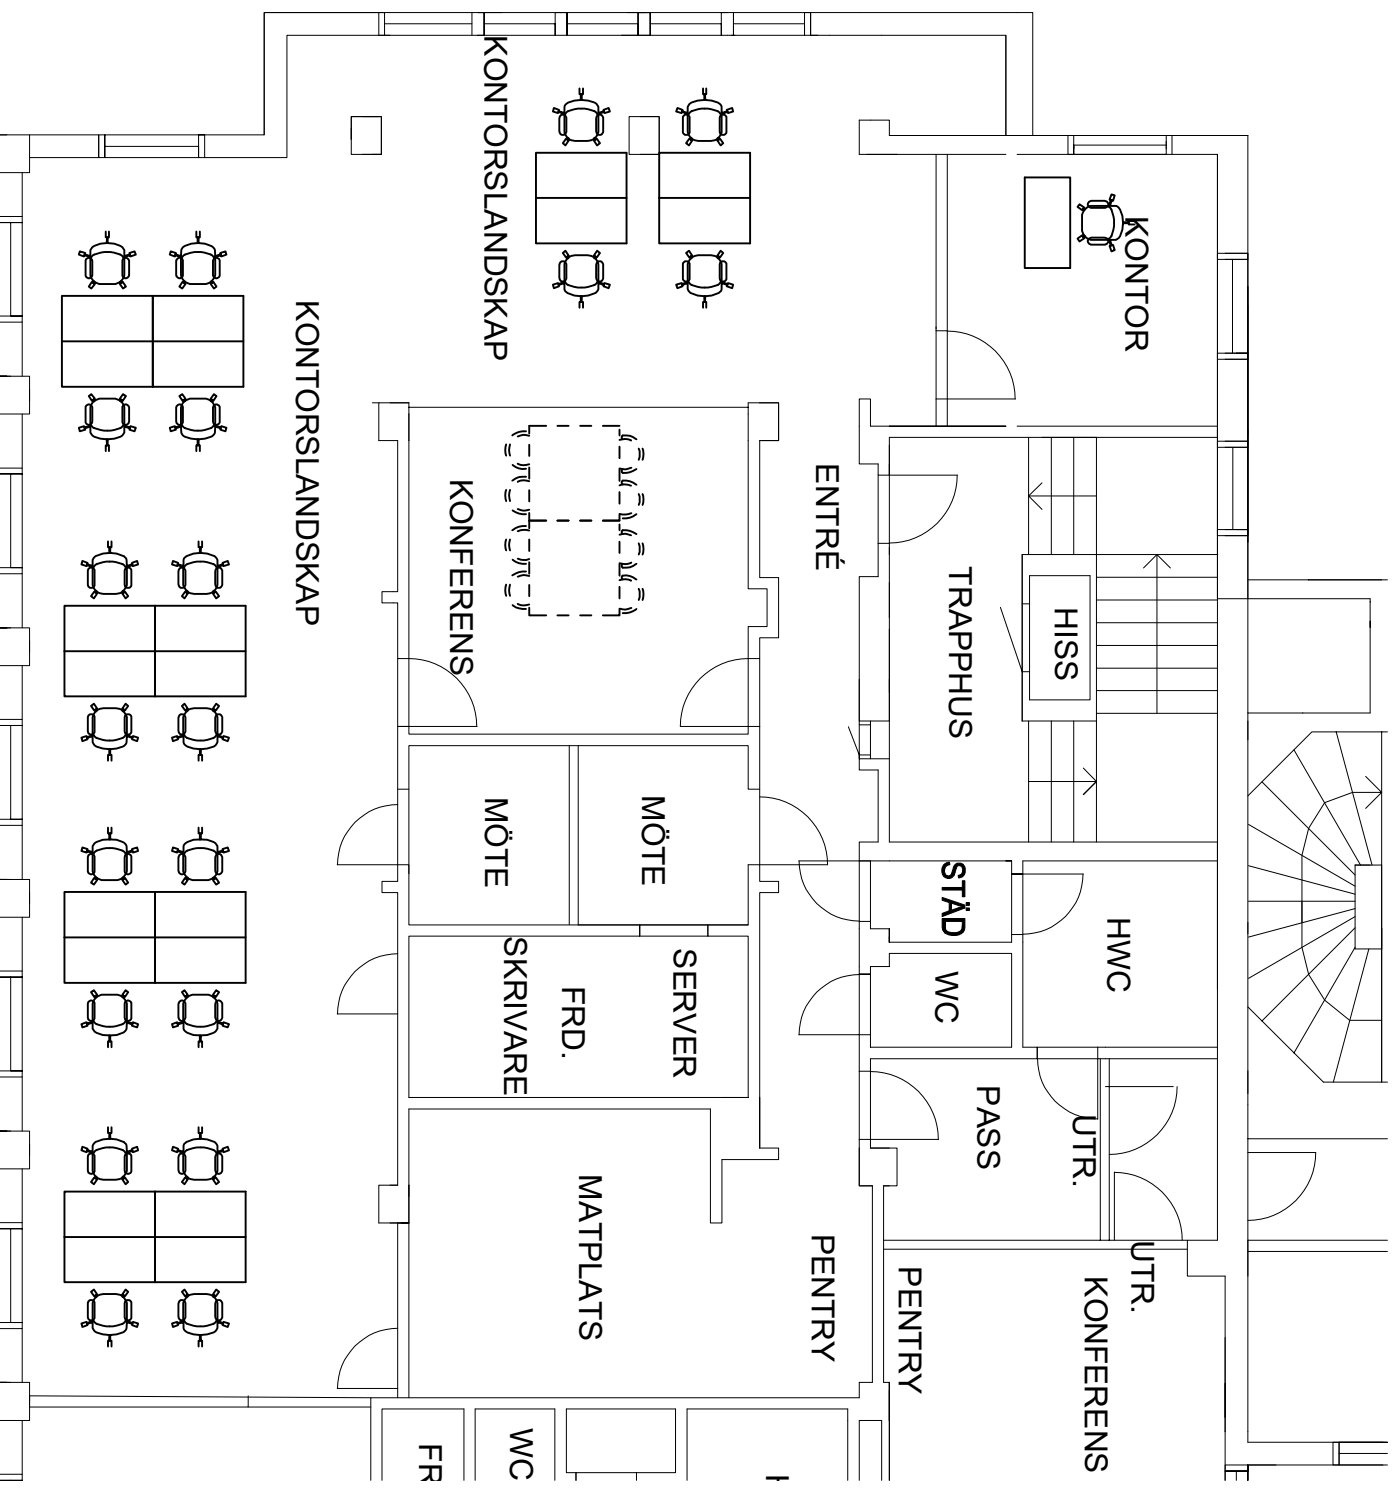 KONTORSLANDSKAP
KONTOR
KONTORSLANDSKAP
ENTRÉ
KONFERENS
TRAPPHUS
HISS
MÖTE
MÖTE
STÄD
HWC
WC
SKRIVARE
FRD.
SERVER
PASS
UTR.
MATPLATS
PENTRY
UTR.
PENTRY
KONFERENS
WC